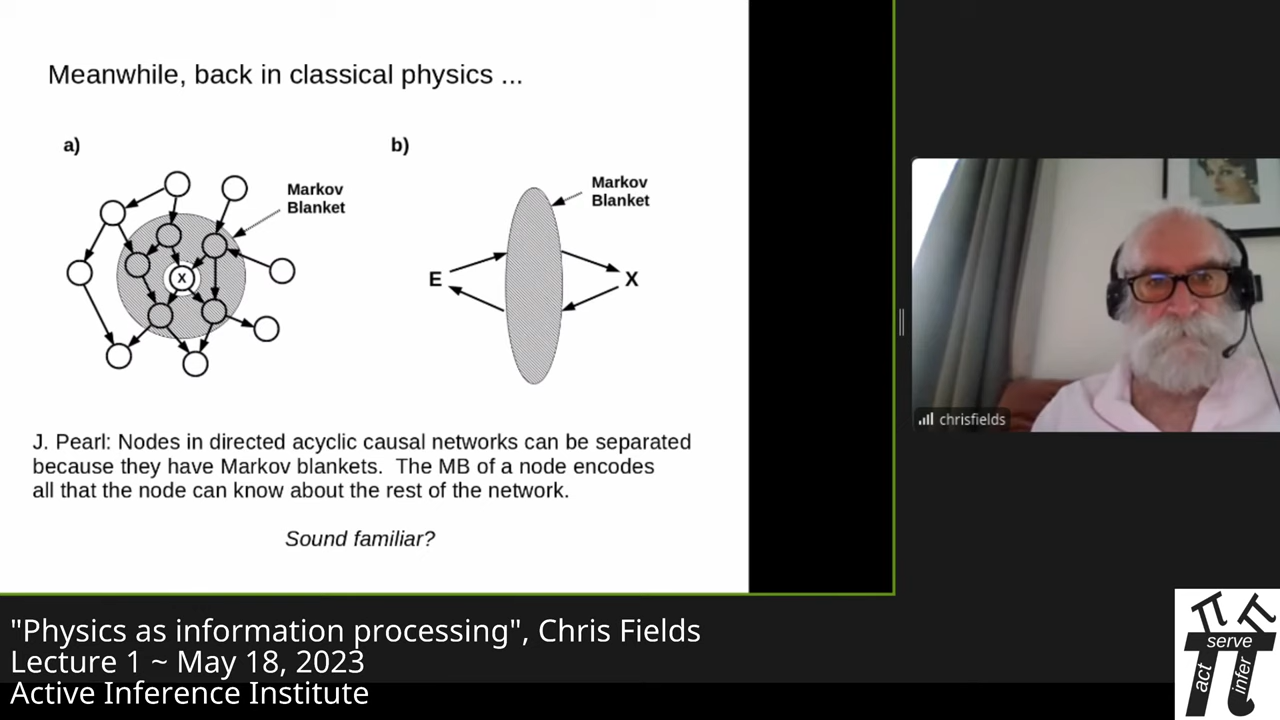 Meanwhile, back in classical physics ...
a)
b)
Markov
Blanket
X
Markov
Blanket
E
X
J. Pearl: Nodes in directed acyclic causal networks can be separated
because they have Markov blankets. The MB of a node encodes
all that the node can know about the rest of the network.
Sound familiar?
chrisfields
"Physics as information processing", Chris Fields
Lecture 1 ~ May 18, 2023
Active Inference Institute
serve
act
infer